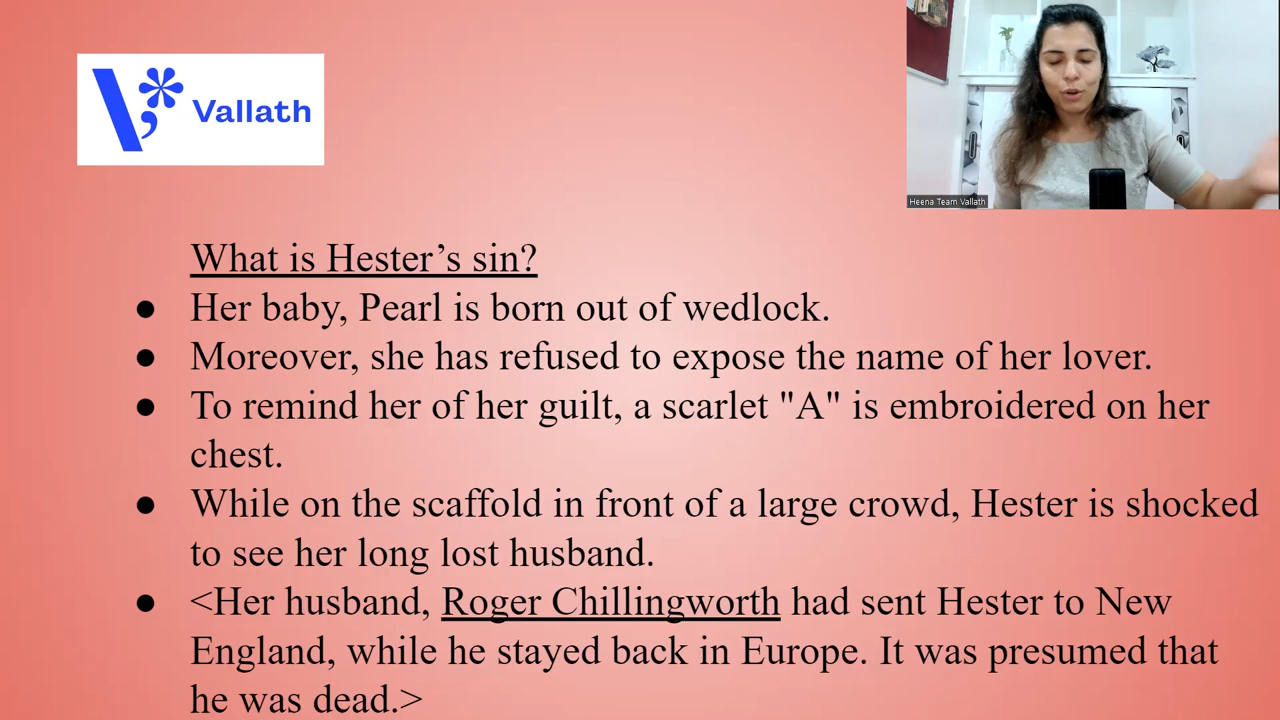 Vallath
Heena Team Vallath
What is Hester’s sin?
● Her baby, Pearl is born out of wedlock.
● Moreover, she has refused to expose the name of her lover.
● To remind her of her guilt, a scarlet "A" is embroidered on her
chest.
● While on the scaffold in front of a large crowd, Hester is shocked
to see her long lost husband.
● <Her husband, Roger Chillingworth had sent Hester to New
England, while he stayed back in Europe. It was presumed that
he was dead.>